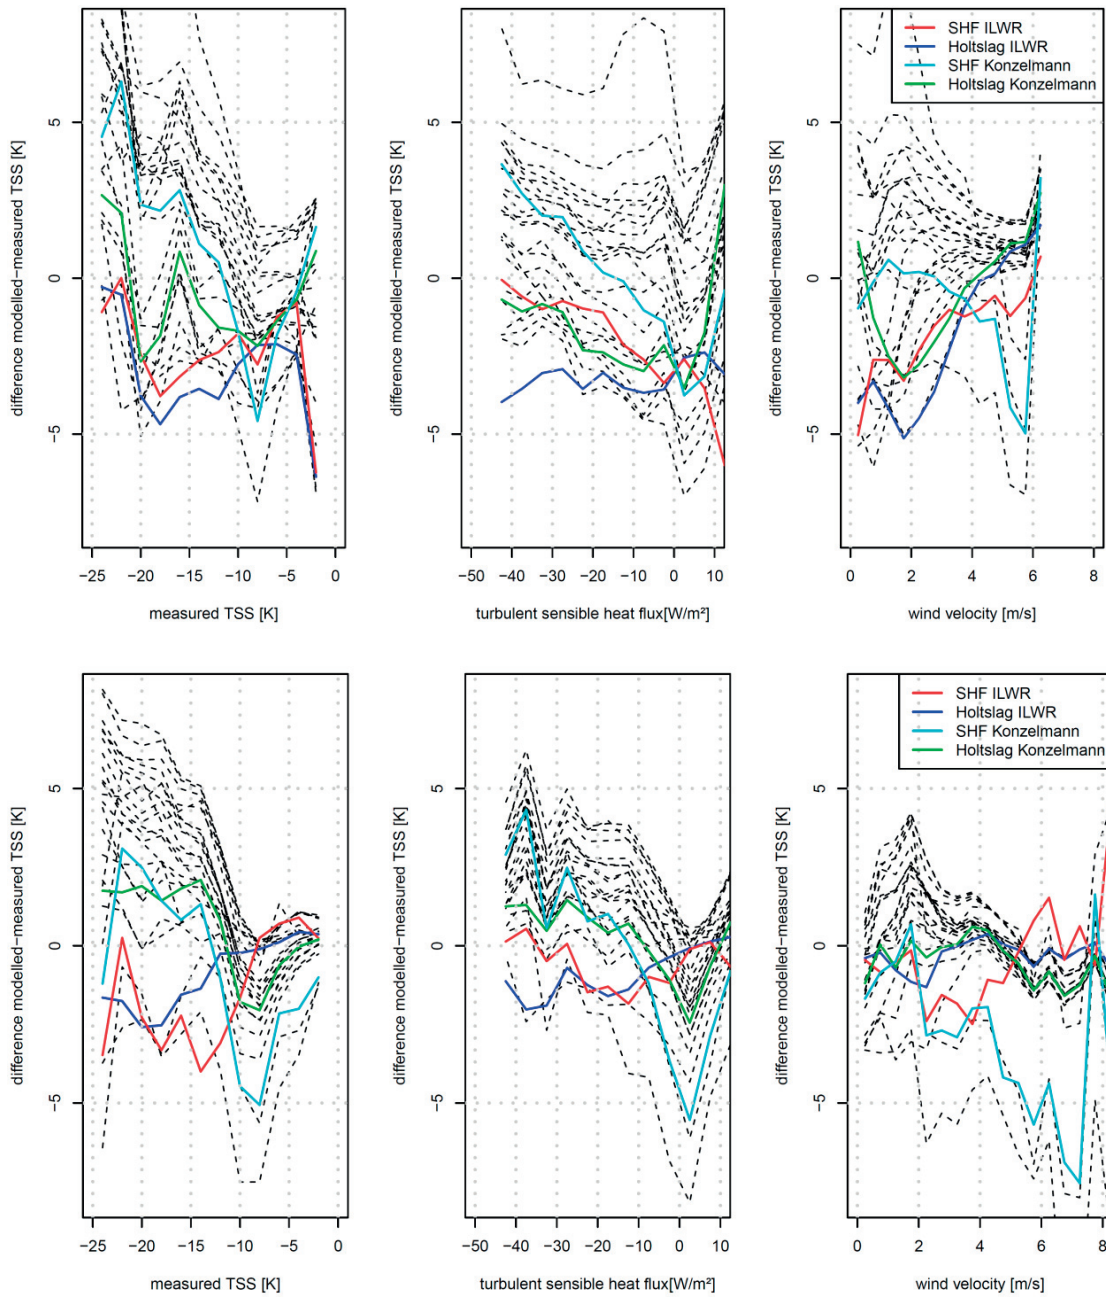 SHF ILWR
Holtslag ILWR
SHF Konzelmann
Holtslag Konzelmann
difference modelled−measured TSS [K]
5
0
−5
−25 −20 −15 −10 −5 0
measured TSS [K]
difference modelled−measured TSS [K]
5
0
−5
−50 −40 −30 −20 −10 0 10
turbulent sensible heat flux[W/m²]
difference modelled−measured TSS [K]
5
0
−5
0 2 4 6 8
wind velocity [m/s]
SHF ILWR
Holtslag ILWR
SHF Konzelmann
Holtslag Konzelmann
difference modelled−measured TSS [K]
5
0
−5
−25 −20 −15 −10 −5 0
measured TSS [K]
difference modelled−measured TSS [K]
5
0
−5
−50 −40 −30 −20 −10 0 10
turbulent sensible heat flux[W/m²]
difference modelled−measured TSS [K]
5
0
−5
0 2 4 6 8
wind velocity [m/s]